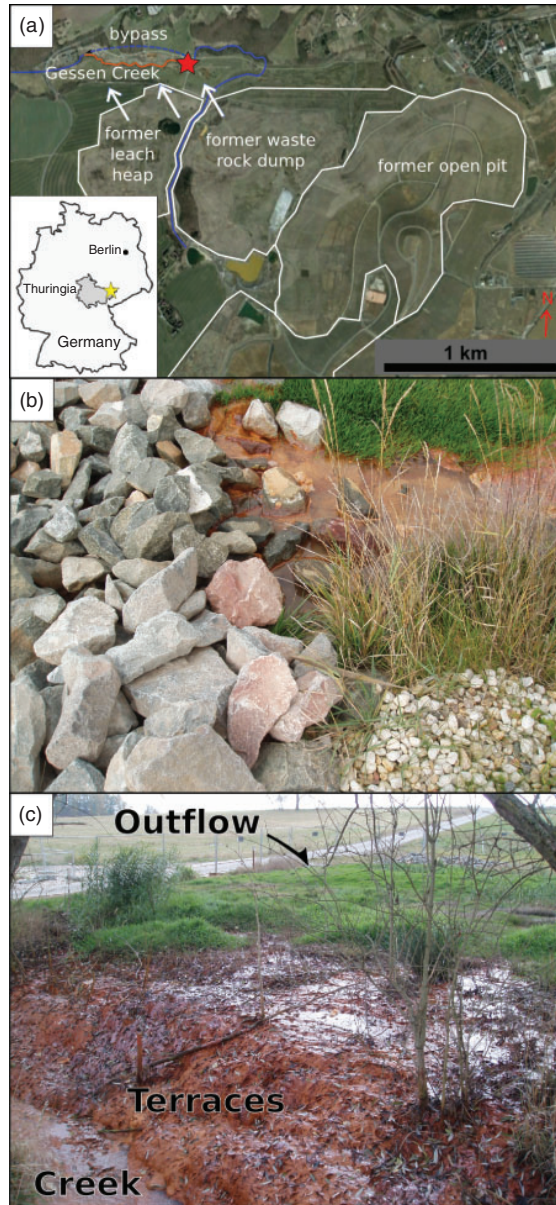 (a)
bypass
Gessen Creek
former
leach
heap
former waste
rock dump
former open pit
Berlin
Thuringia
Germany
N
1 km
(b)
(c)
Outflow
Terraces
Creek